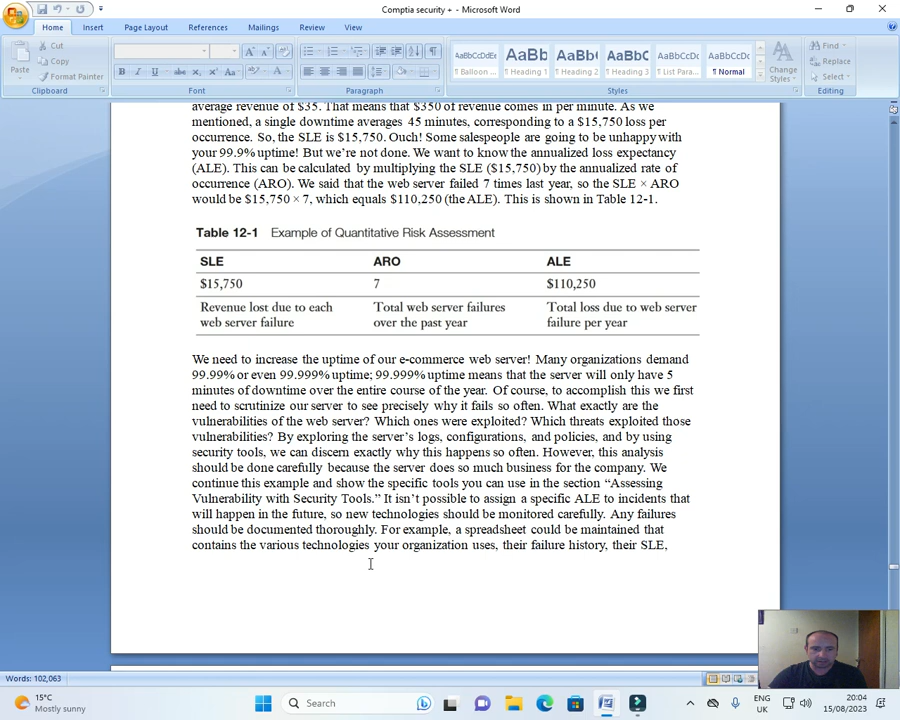 Comptia security + - Microsoft Word
Home Insert Page Layout References Mailings Review View
Paste Cut Copy Format Painter
AaBbCcDdE AaBb AaBb AaBb AaBbCcDc AaBbCcDc
¶ Balloon ... ¶ Heading 1 ¶ Heading 2 ¶ Heading 3 ¶ List Para... ¶ Normal
Change Styles
Find Replace Select
Clipboard Font Paragraph Styles Editing
average revenue of $35. That means that $350 of revenue comes in per minute. As we
mentioned, a single downtime averages 45 minutes, corresponding to a $15,750 loss per
occurrence. So, the SLE is $15,750. Ouch! Some salespeople are going to be unhappy with
your 99.9% uptime! But we’re not done. We want to know the annualized loss expectancy
(ALE). This can be calculated by multiplying the SLE ($15,750) by the annualized rate of
occurrence (ARO). We said that the web server failed 7 times last year, so the SLE × ARO
would be $15,750 × 7, which equals $110,250 (the ALE). This is shown in Table 12-1.
Table 12-1 Example of Quantitative Risk Assessment
SLE ARO ALE
$15,750 7 $110,250
Revenue lost due to each Total web server failures Total loss due to web server
web server failure over the past year failure per year
We need to increase the uptime of our e-commerce web server! Many organizations demand
99.99% or even 99.999% uptime; 99.999% uptime means that the server will only have 5
minutes of downtime over the entire course of the year. Of course, to accomplish this we first
need to scrutinize our server to see precisely why it fails so often. What exactly are the
vulnerabilities of the web server? Which ones were exploited? Which threats exploited those
vulnerabilities? By exploring the server’s logs, configurations, and policies, and by using
security tools, we can discern exactly why this happens so often. However, this analysis
should be done carefully because the server does so much business for the company. We
continue this example and show the specific tools you can use in the section “Assessing
Vulnerability with Security Tools.” It isn’t possible to assign a specific ALE to incidents that
will happen in the future, so new technologies should be monitored carefully. Any failures
should be documented thoroughly. For example, a spreadsheet could be maintained that
contains the various technologies your organization uses, their failure history, their SLE,
Words: 102,063
15°C
Mostly sunny
Search
ENG
UK
20:04
15/08/2023